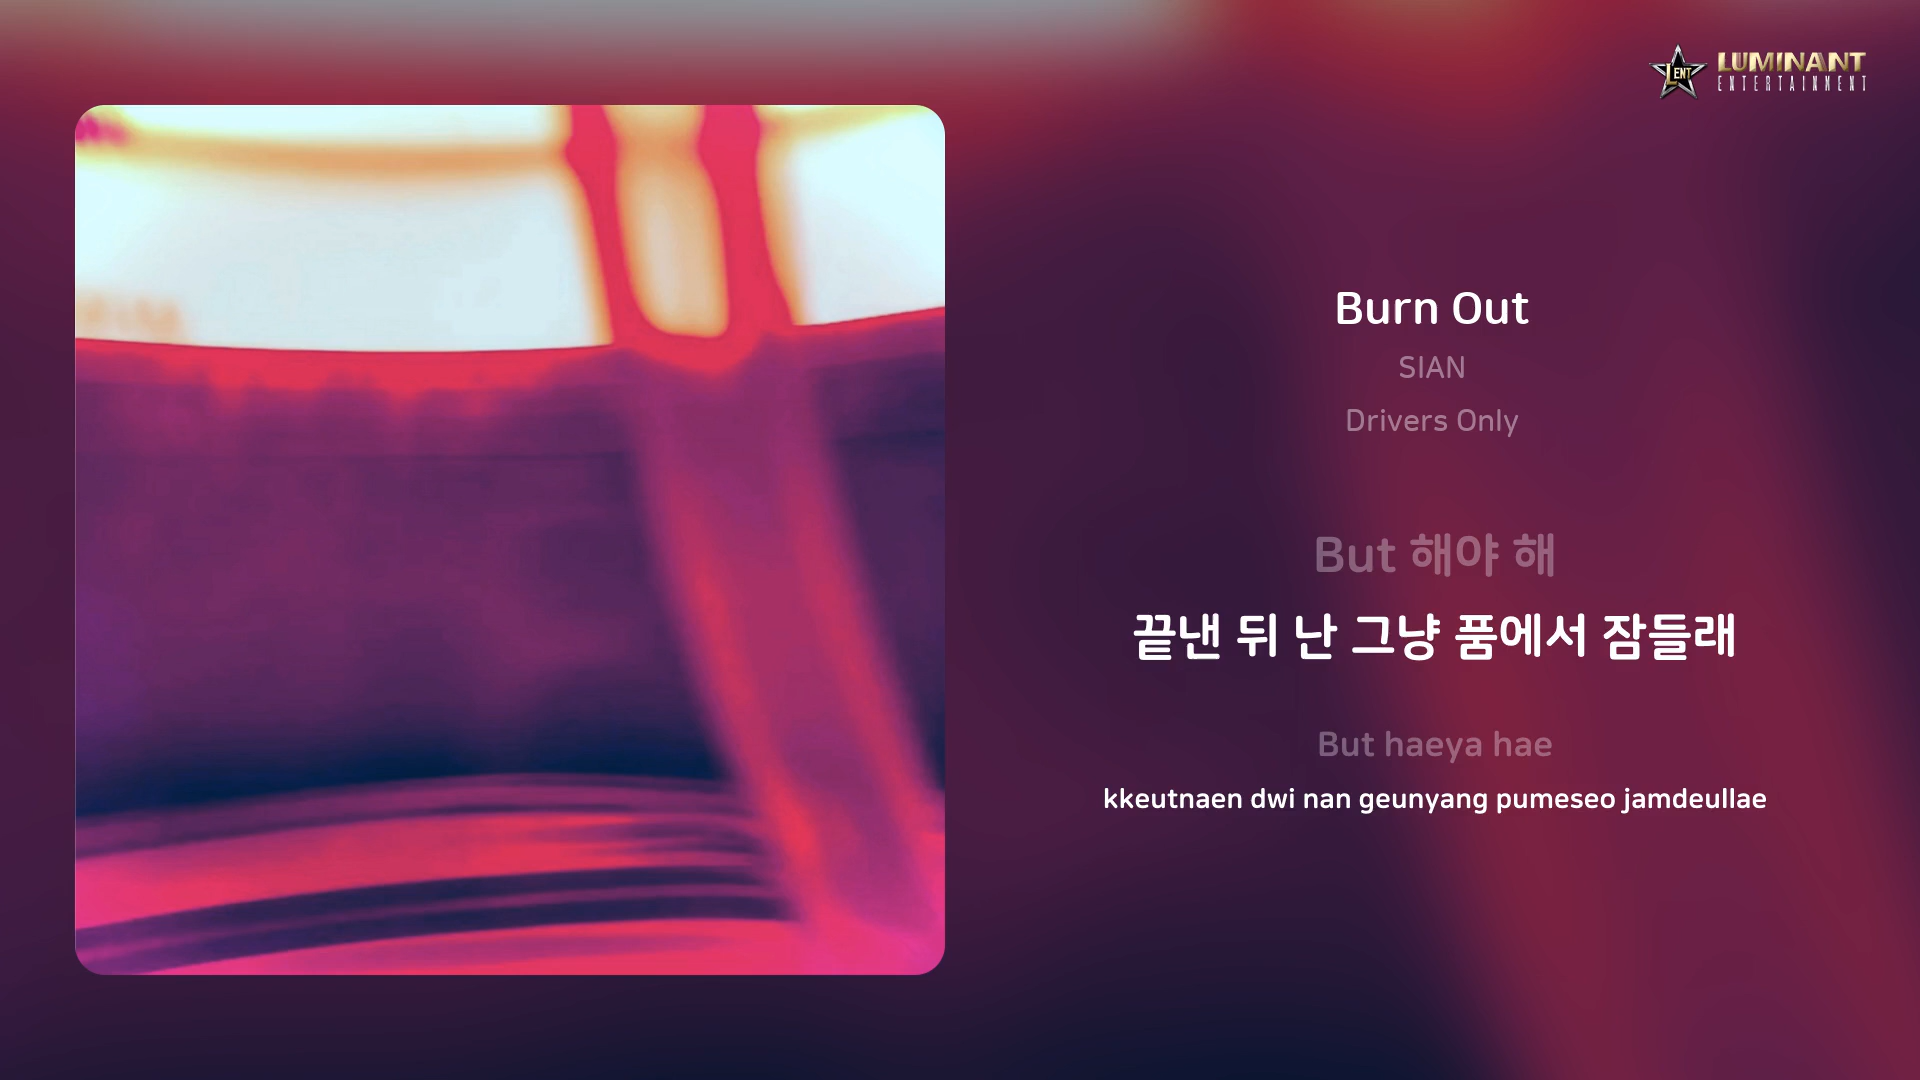 L ENT
LUMINANT
ENTERTAINMENT
Burn Out
SIAN
Drivers Only
But 해야 해
끝낸 뒤 난 그냥 품에서 잠들래
But haeya hae
kkeutnaen dwi nan geunyang pumeseo jamdeullae